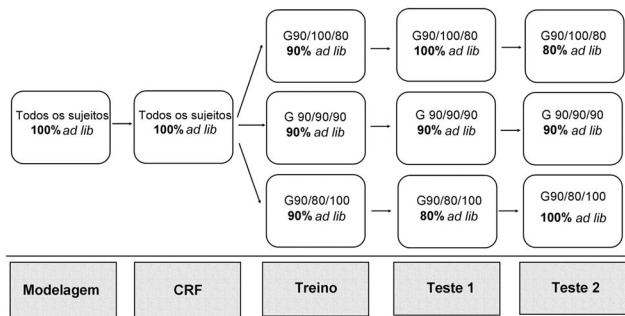 Todos os sujeitos
100% ad lib
Todos os sujeitos
100% ad lib
G90/100/80
90% ad lib
G90/100/80
100% ad lib
G90/100/80
80% ad lib
G 90/90/90
90% ad lib
G 90/90/90
90% ad lib
G 90/90/90
90% ad lib
G90/80/100
90% ad lib
G90/80/100
80% ad lib
G90/80/100
100% ad lib
Modelagem
CRF
Treino
Teste 1
Teste 2